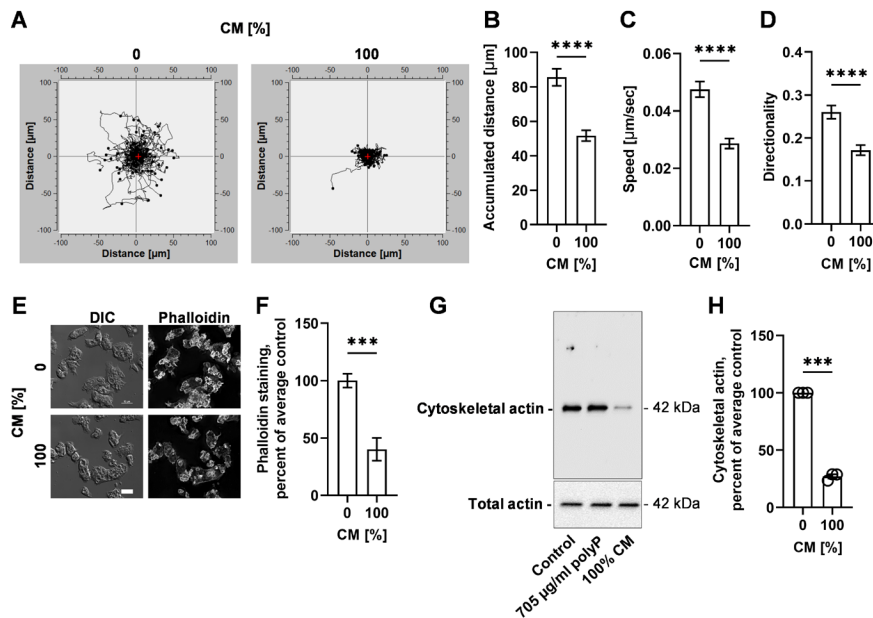 A
CM [%]
0
100
-100 -50 0 50 100
100
50
0
-50
-100
Distance [µm]
Distance [µm]
-100 -50 0 50 100
100
50
0
-50
-100
Distance [µm]
Distance [µm]
B
****
Accumulated distance [µm]
100
80
60
40
20
0
0 100
CM [%]
C
****
Speed [µm/sec]
0.06
0.04
0.02
0.00
0 100
CM [%]
D
****
Directionality
0.4
0.3
0.2
0.1
0.0
0 100
CM [%]
E
DIC Phalloidin
CM [%]
0
100
F
***
Phalloidin staining,
percent of average control
150
100
50
0
0 100
CM [%]
G
Cytoskeletal actin - - 42 kDa
Total actin - - 42 kDa
Control
705 µg/ml polyP
100% CM
H
***
Cytoskeletal actin,
percent of average control
150
100
50
0
0 100
CM [%]